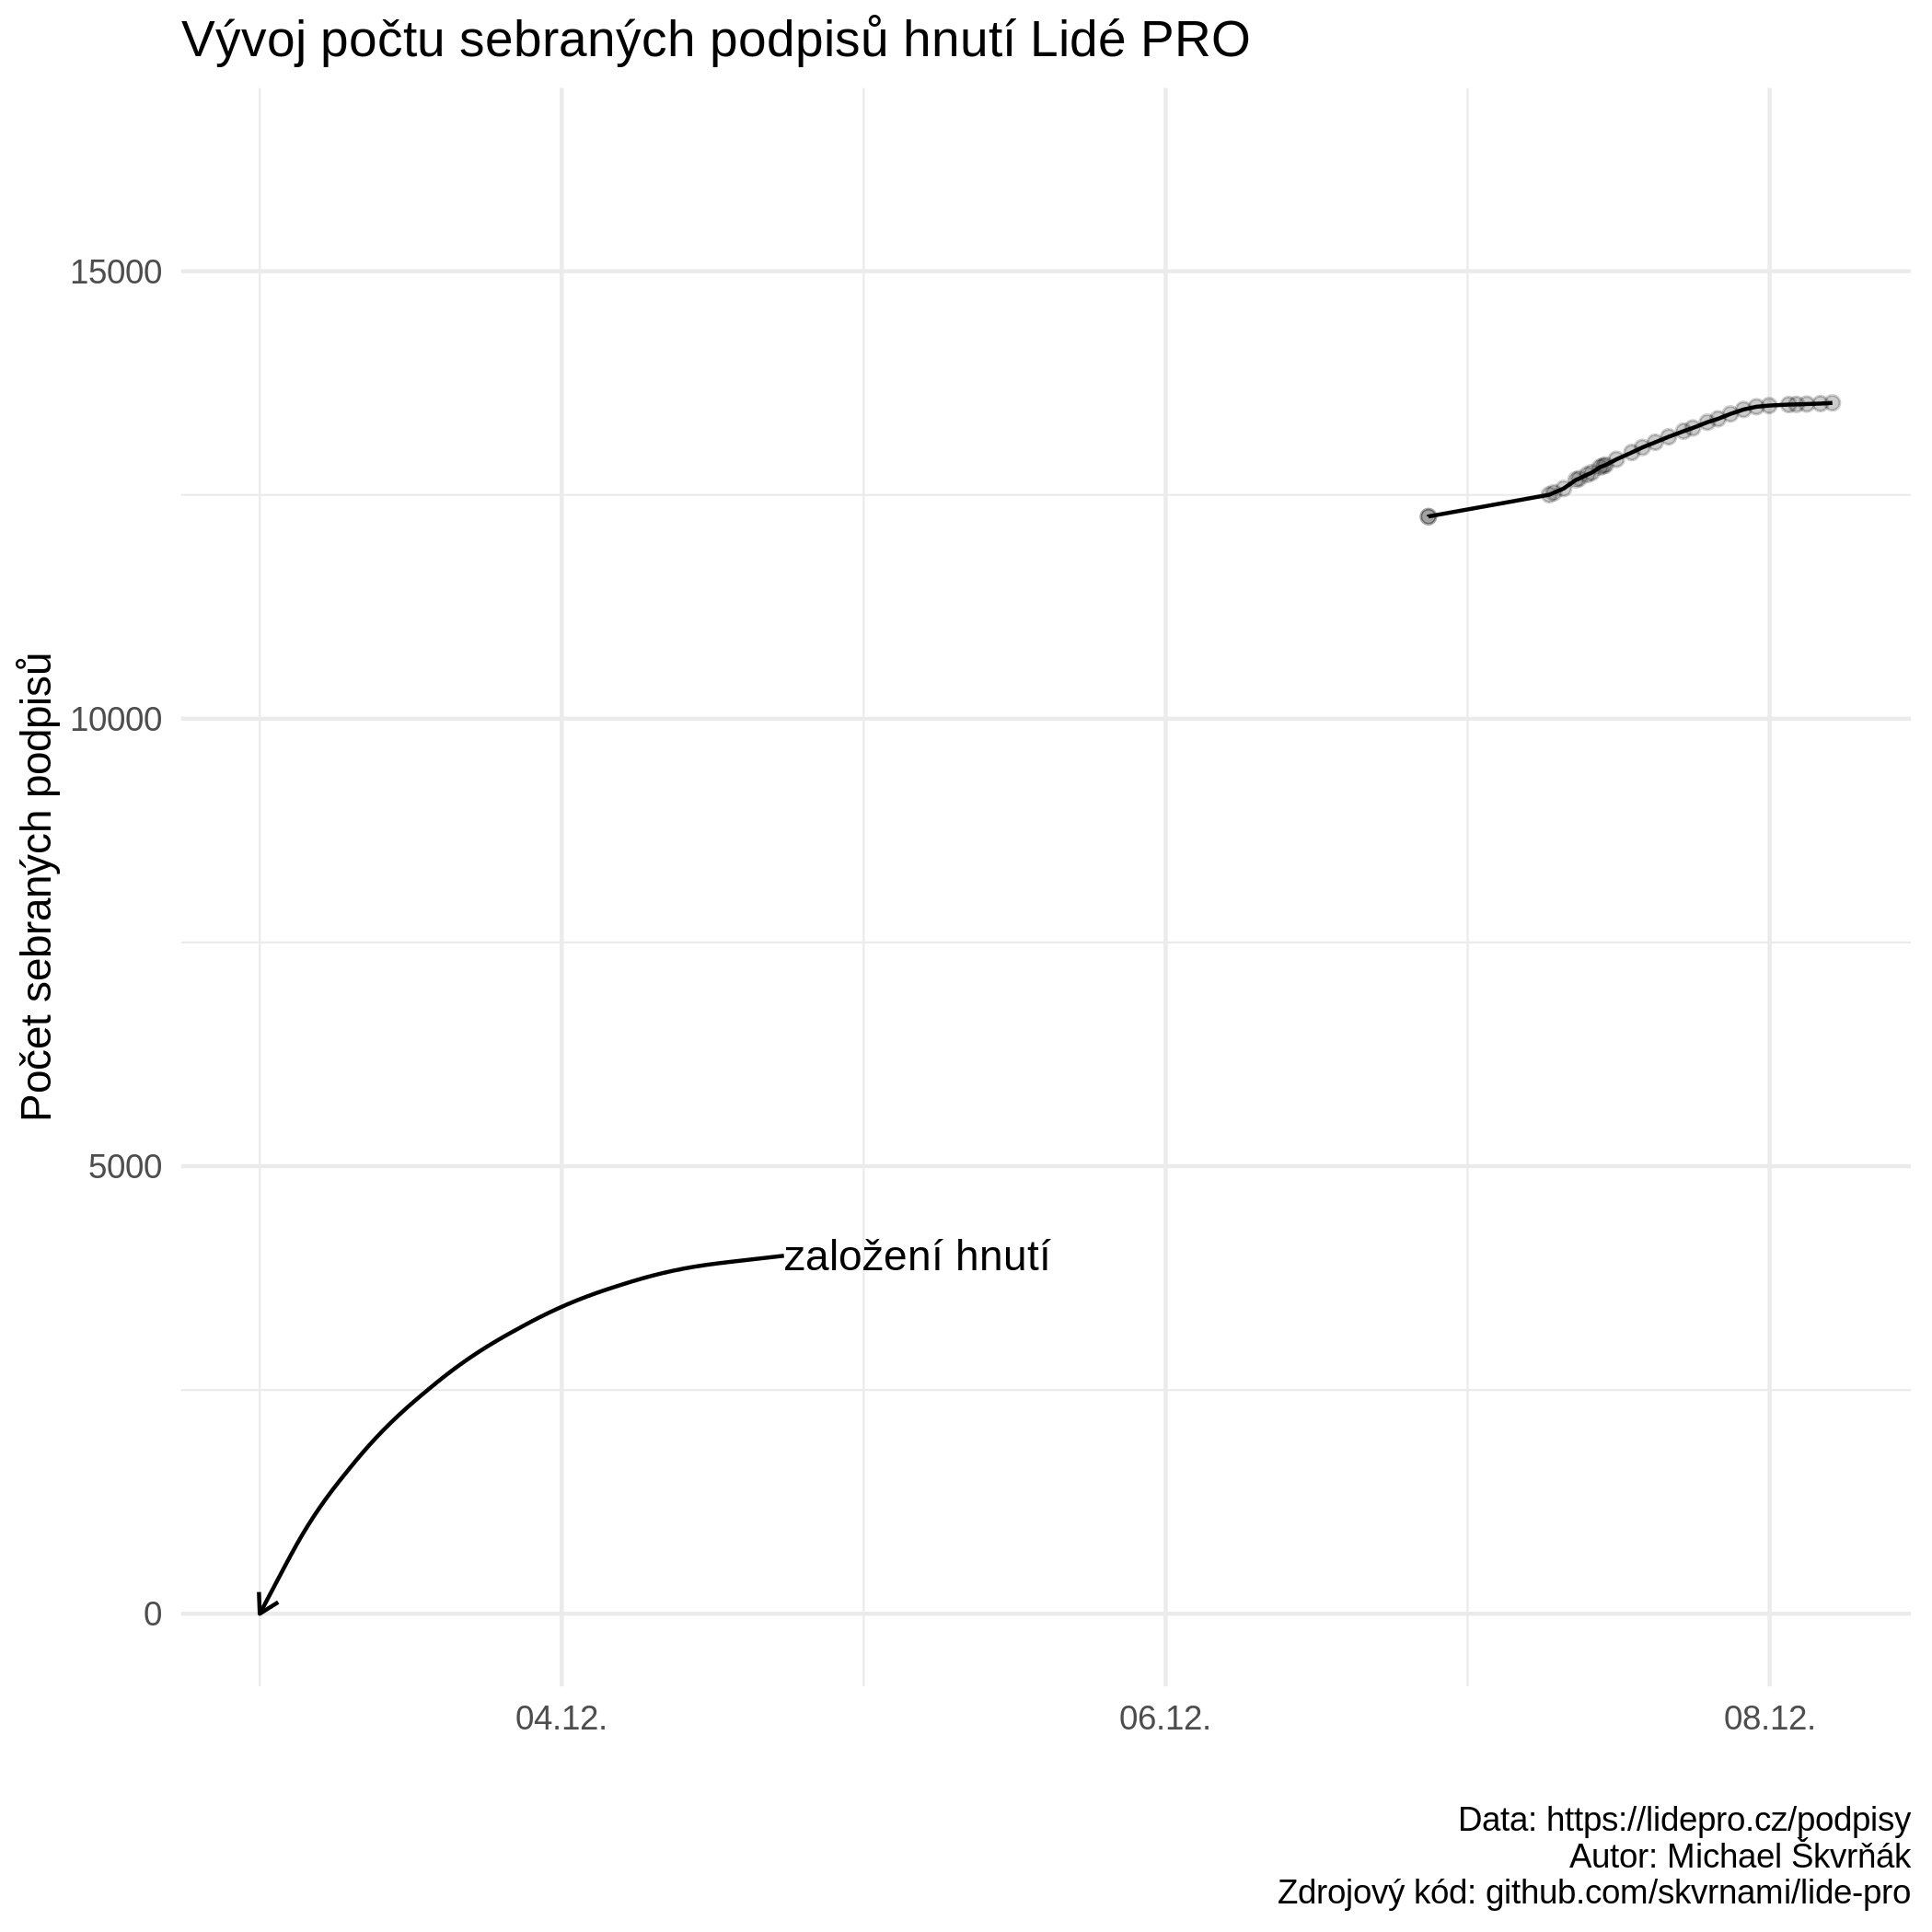 Vývoj počtu sebraných podpisů hnutí Lidé PRO
Počet sebraných podpisů
15000
10000
5000
0
založení hnutí
04.12.
06.12.
08.12.
Data: https://lidepro.cz/podpisy
Autor: Michael Škvrňák
Zdrojový kód: github.com/skvrnami/lide-pro